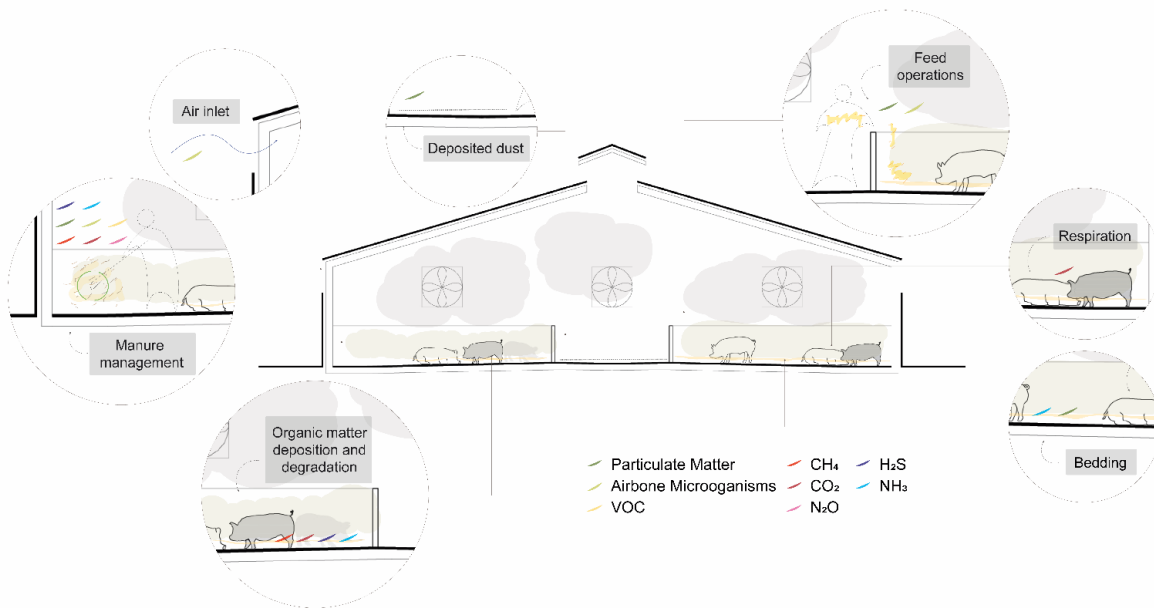 Air inlet
Deposited dust
Feed
operations
Respiration
Manure
management
Organic matter
deposition and
degradation
Bedding
Particulate Matter
Airbone Microoganisms
VOC
CH₄
CO₂
N₂O
H₂S
NH₃